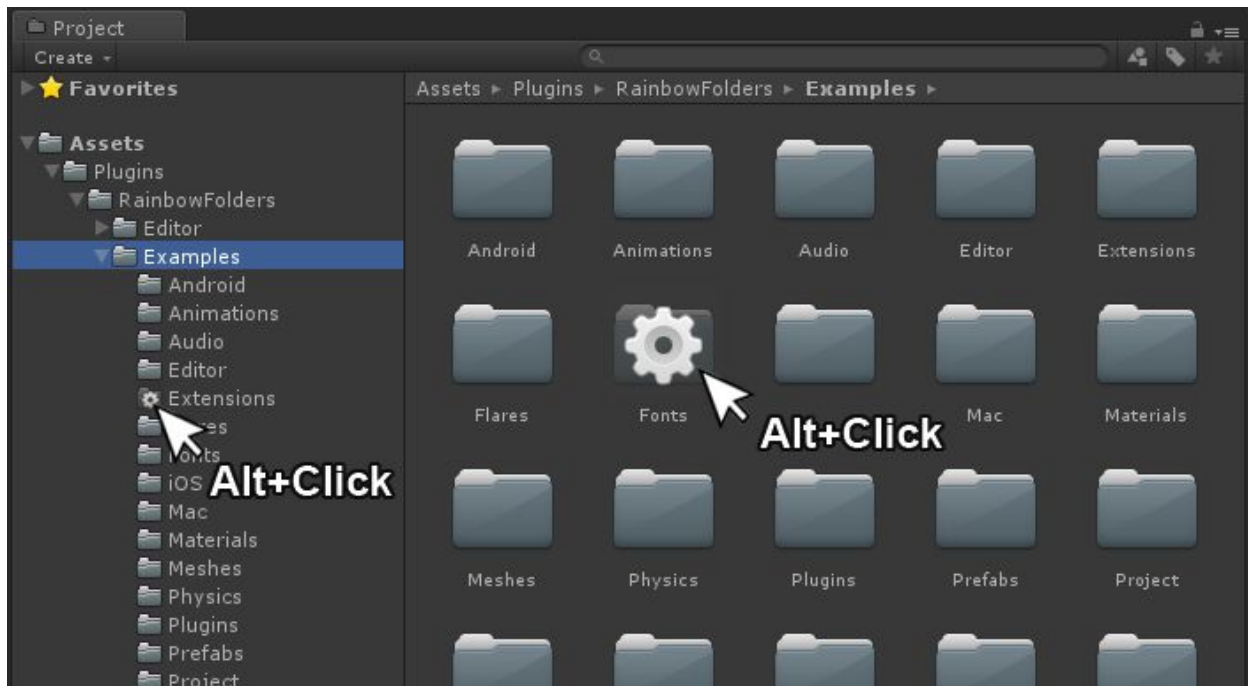 Project
Create
Favorites
Assets
Plugins
RainbowFolders
Editor
Examples
Android
Animations
Audio
Editor
Extensions
Alt+Click
iOS
Mac
Materials
Meshes
Physics
Plugins
Prefabs
Project
Assets ▸ Plugins ▸ RainbowFolders ▸ Examples ▸
Android Animations Audio Editor Extensions
Flares Fonts Mac Materials
Alt+Click
Meshes Physics Plugins Prefabs Project